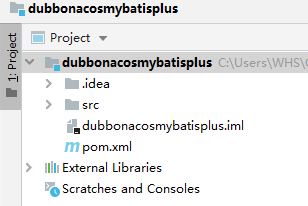 dubbonacosmybatisplus
1: Project
Project
dubbonacosmybatisplus C:\Users\WHS\C
.idea
src
dubbonacosmybatisplus.iml
pom.xml
External Libraries
Scratches and Consoles